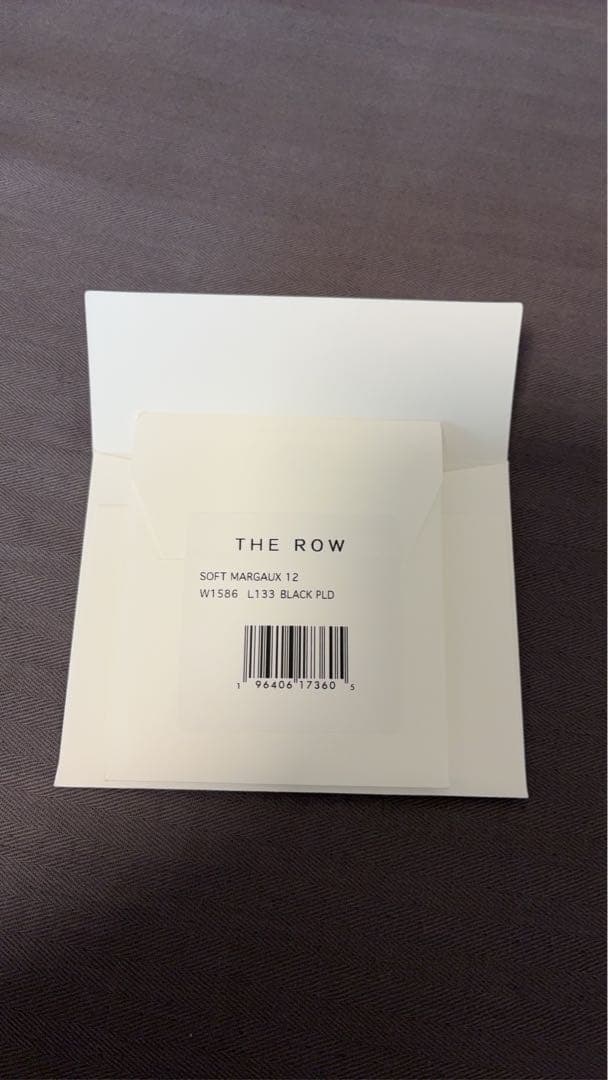 THE ROW
SOFT MARGAUX 12
W1586 L133 BLACK PLD
1 96406 17360 5